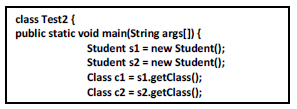 class Test2 {
public static void main(String args[]) {
Student s1 = new Student();
Student s2 = new Student();
Class c1 = s1.getClass();
Class c2 = s2.getClass();